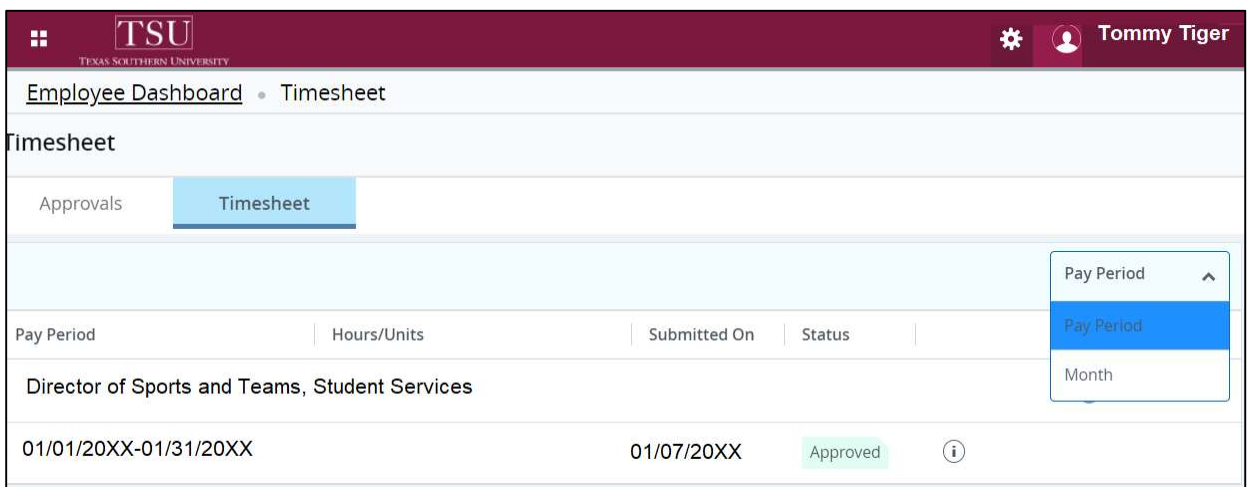 TSU
TEXAS SOUTHERN UNIVERSITY
Tommy Tiger
Employee Dashboard • Timesheet
Timesheet
Approvals Timesheet
Pay Period
Pay Period Hours/Units Submitted On Status
Pay Period
Month
Director of Sports and Teams, Student Services
01/01/20XX-01/31/20XX 01/07/20XX Approved